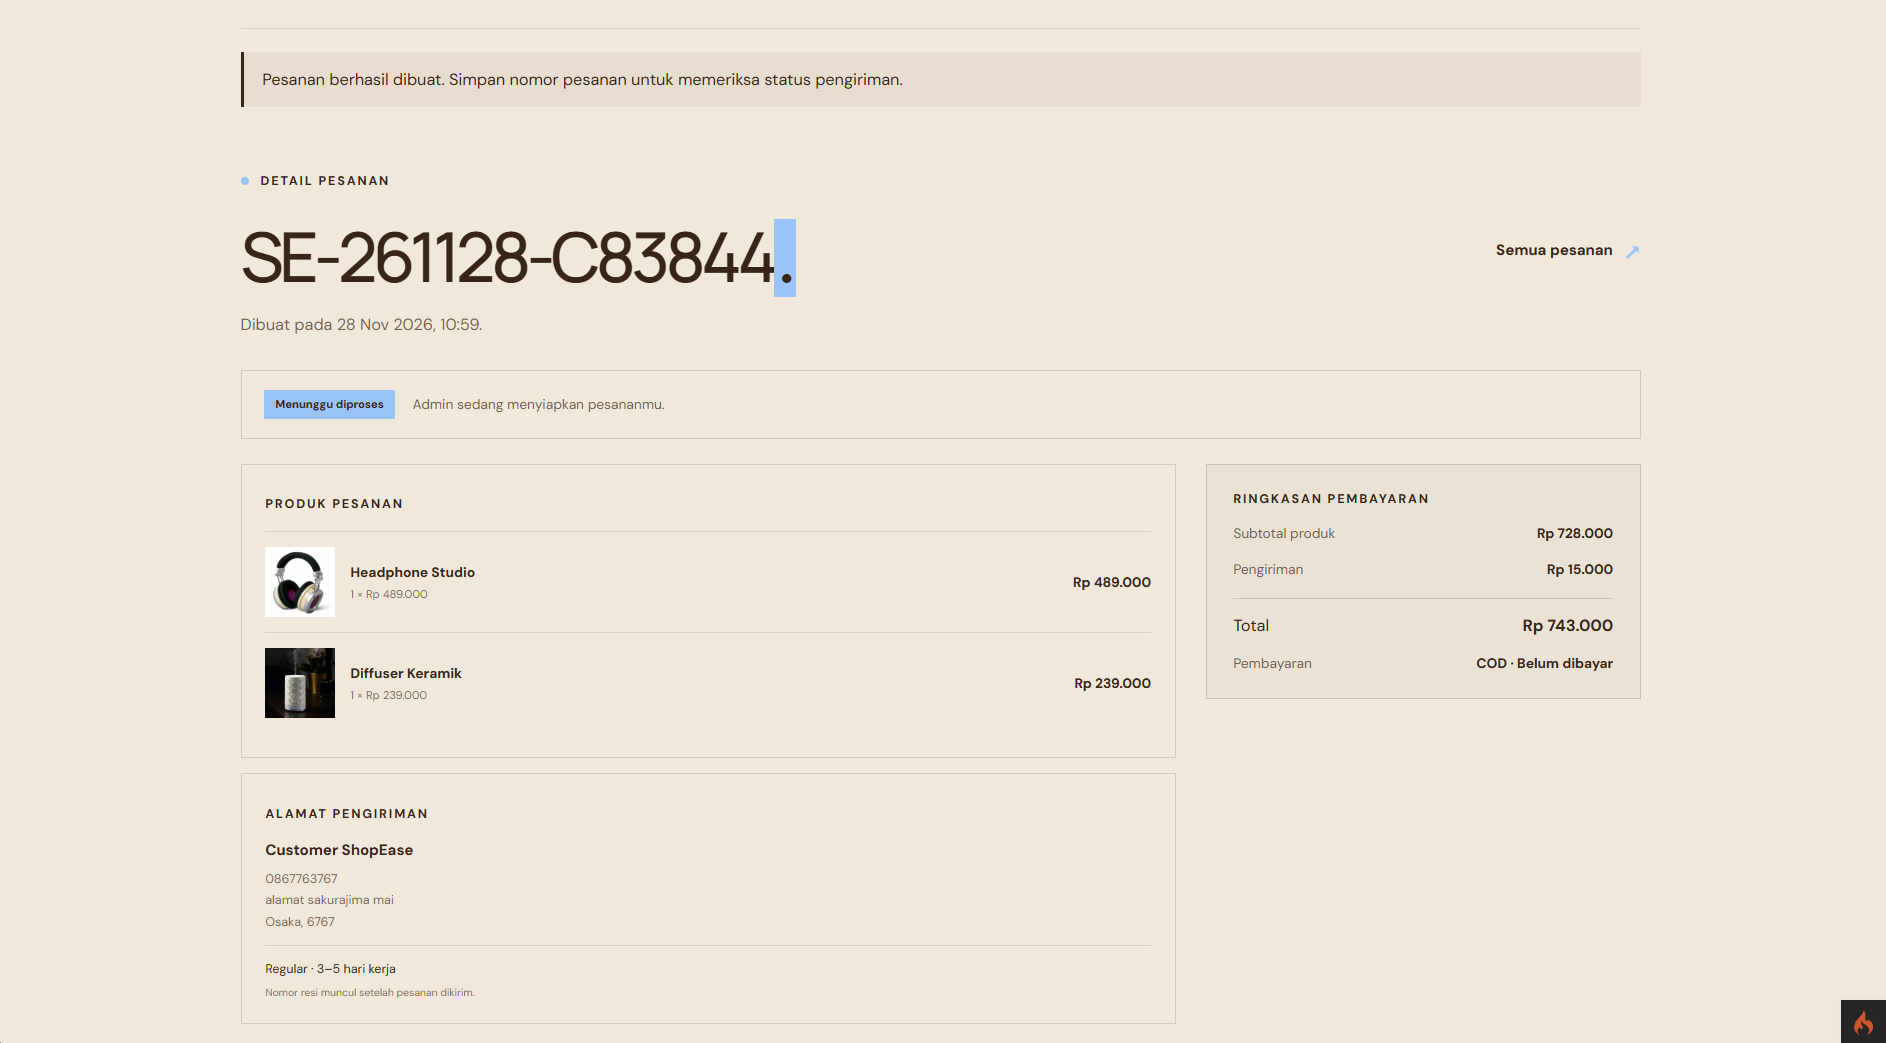 Pesanan berhasil dibuat. Simpan nomor pesanan untuk memeriksa status pengiriman.
DETAIL PESANAN
SE-261128-C83844.
Semua pesanan ↗
Dibuat pada 28 Nov 2026, 10:59.
Menunggu diproses Admin sedang menyiapkan pesananmu.
PRODUK PESANAN
Headphone Studio
1 × Rp 489.000
Rp 489.000
Diffuser Keramik
1 × Rp 239.000
Rp 239.000
RINGKASAN PEMBAYARAN
Subtotal produk Rp 728.000
Pengiriman Rp 15.000
Total Rp 743.000
Pembayaran COD · Belum dibayar
ALAMAT PENGIRIMAN
Customer ShopEase
0867763767
alamat sakurajima mai
Osaka, 6767
Regular · 3–5 hari kerja
Nomor resi muncul setelah pesanan dikirim.